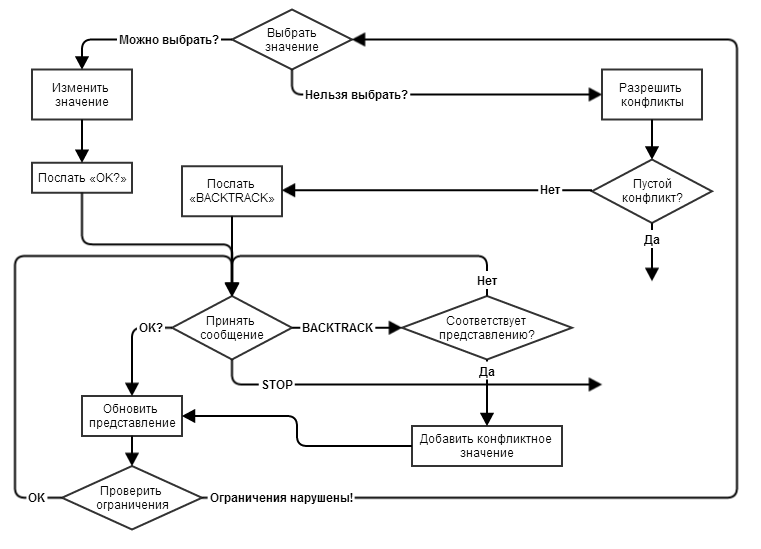 Выбрать
значение
Можно выбрать?
Нельзя выбрать?
Изменить
значение
Разрешить
конфликты
Послать «OK?»
Послать
«BACKTRACK»
Нет
Пустой
конфликт?
Да
Нет
OK?
Принять
сообщение
BACKTRACK
Соответствует
представлению?
STOP
Да
Обновить
представление
Добавить конфликтное
значение
OK
Проверить
ограничения
Ограничения нарушены!